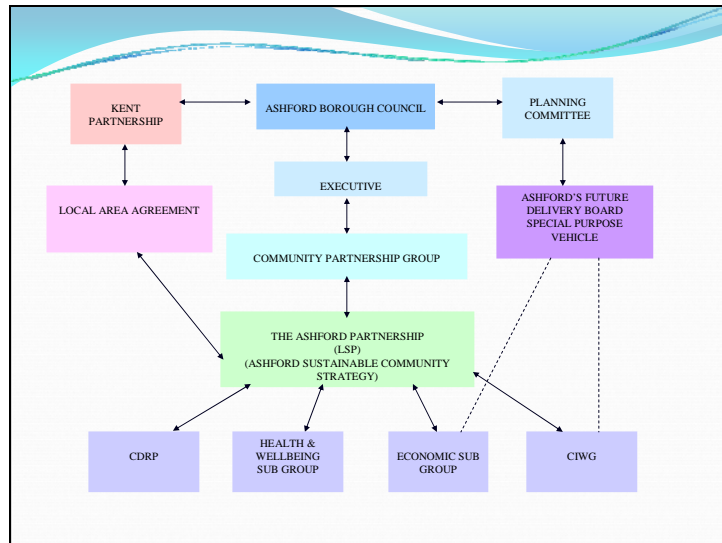 KENT
PARTNERSHIP
ASHFORD BOROUGH COUNCIL
PLANNING
COMMITTEE
EXECUTIVE
LOCAL AREA AGREEMENT
ASHFORD'S FUTURE
DELIVERY BOARD
SPECIAL PURPOSE
VEHICLE
COMMUNITY PARTNERSHIP GROUP
THE ASHFORD PARTNERSHIP
(LSP)
(ASHFORD SUSTAINABLE COMMUNITY
STRATEGY)
CDRP
HEALTH &
WELLBEING
SUB GROUP
ECONOMIC SUB
GROUP
CIWG